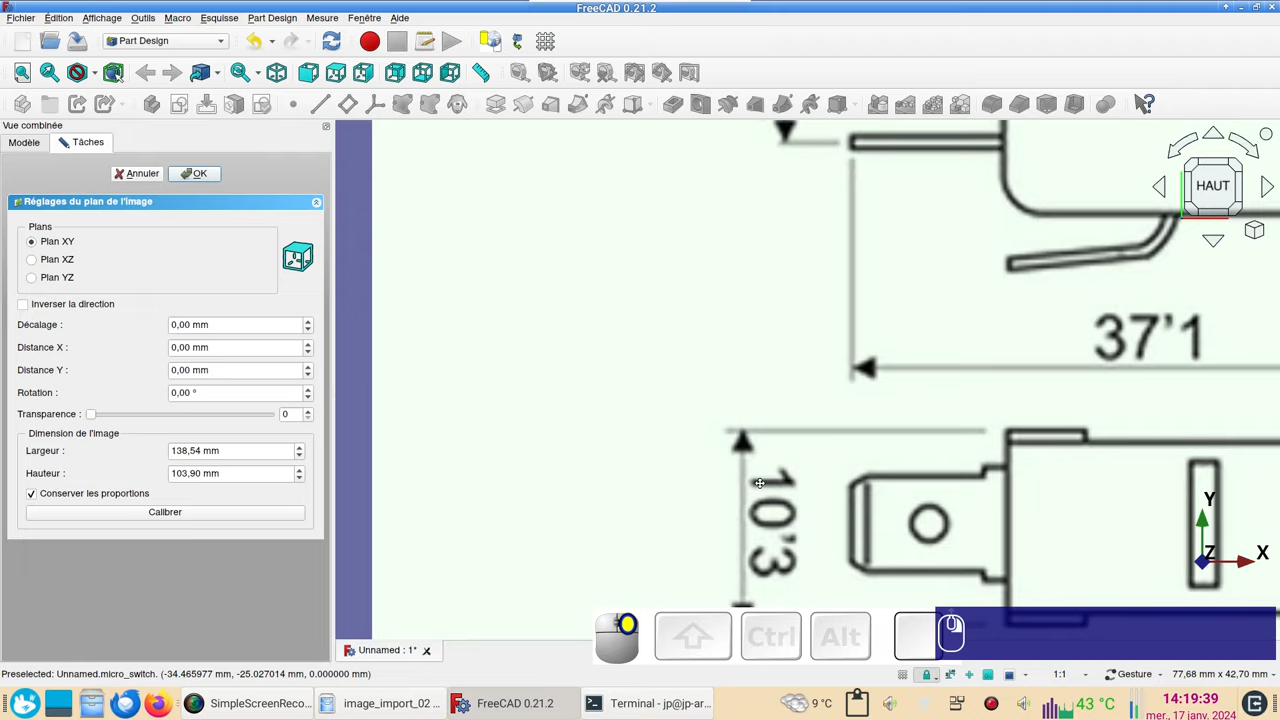 FreeCAD 0.21.2
Fichier Édition Affichage Outils Macro Esquisse Part Design Mesure Fenêtre Aide
Part Design
Vue combinée
Modèle Tâches
Annuler OK
Réglages du plan de l'image
Plans
Plan XY
Plan XZ
Plan YZ
Inverser la direction
Décalage : 0,00 mm
Distance X : 0,00 mm
Distance Y : 0,00 mm
Rotation : 0,00 °
Transparence : 0
Dimension de l'image
Largeur : 138,54 mm
Hauteur : 103,90 mm
Conserver les proportions
Calibrer
HAUT
37'1
10'3
Y
Z X
Ctrl Alt
Unnamed : 1*
Preselected: Unnamed.micro_switch. (-34.465977, -25.027014 mm, 0.000000 mm) 1:1 Gesture 77,68 mm x 42,70 mm
SimpleScreenReco... image_import_02 ... FreeCAD 0.21.2 Terminal - jp@jp-ar... 9 °C 43 °C 14:19:39
mer., 17 janv. 2024